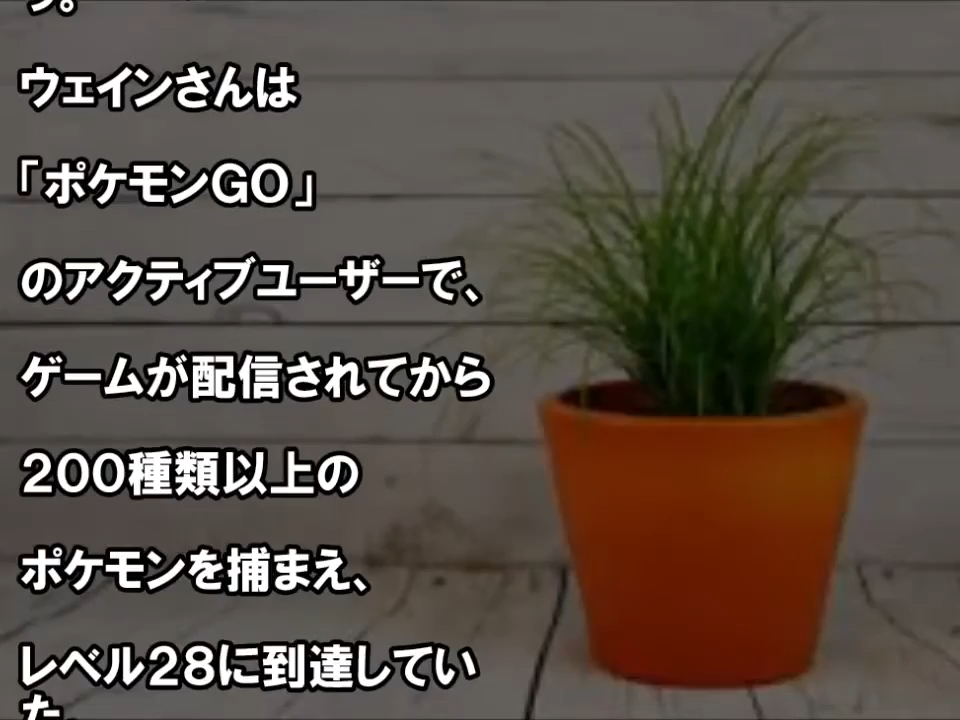 う。
ウェインさんは
「ポケモンGO」
のアクティブユーザーで、
ゲームが配信されてから
200種類以上の
ポケモンを捕まえ、
レベル28に到達してい
た。